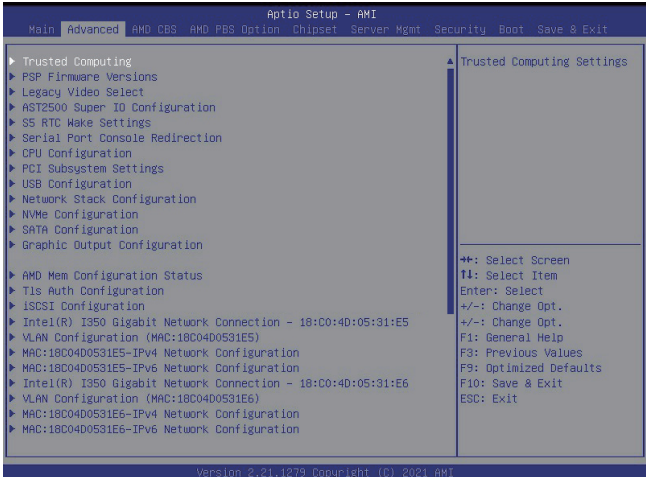 Aptio Setup – AMI
Main Advanced AMD CBS AMD PBS Option Chipset Server Mgmt Security Boot Save & Exit
Trusted Computing
PSP Firmware Versions
Legacy Video Select
AST2500 Super IO Configuration
S5 RTC Wake Settings
Serial Port Console Redirection
CPU Configuration
PCI Subsystem Settings
USB Configuration
Network Stack Configuration
NVMe Configuration
SATA Configuration
Graphic Output Configuration
AMD Mem Configuration Status
Tls Auth Configuration
iSCSI Configuration
Intel(R) I350 Gigabit Network Connection – 18:C0:4D:05:31:E5
VLAN Configuration (MAC:18C04D0531E5)
MAC:18C04D0531E5-IPv4 Network Configuration
MAC:18C04D0531E5-IPv6 Network Configuration
Intel(R) I350 Gigabit Network Connection – 18:C0:4D:05:31:E6
VLAN Configuration (MAC:18C04D0531E6)
MAC:18C04D0531E6-IPv4 Network Configuration
MAC:18C04D0531E6-IPv6 Network Configuration
Trusted Computing Settings
→←: Select Screen
↑↓: Select Item
Enter: Select
+/-: Change Opt.
+/-: Change Opt.
F1: General Help
F3: Previous Values
F9: Optimized Defaults
F10: Save & Exit
ESC: Exit
Version 2.21.1279 Copyright (C) 2021 AMI